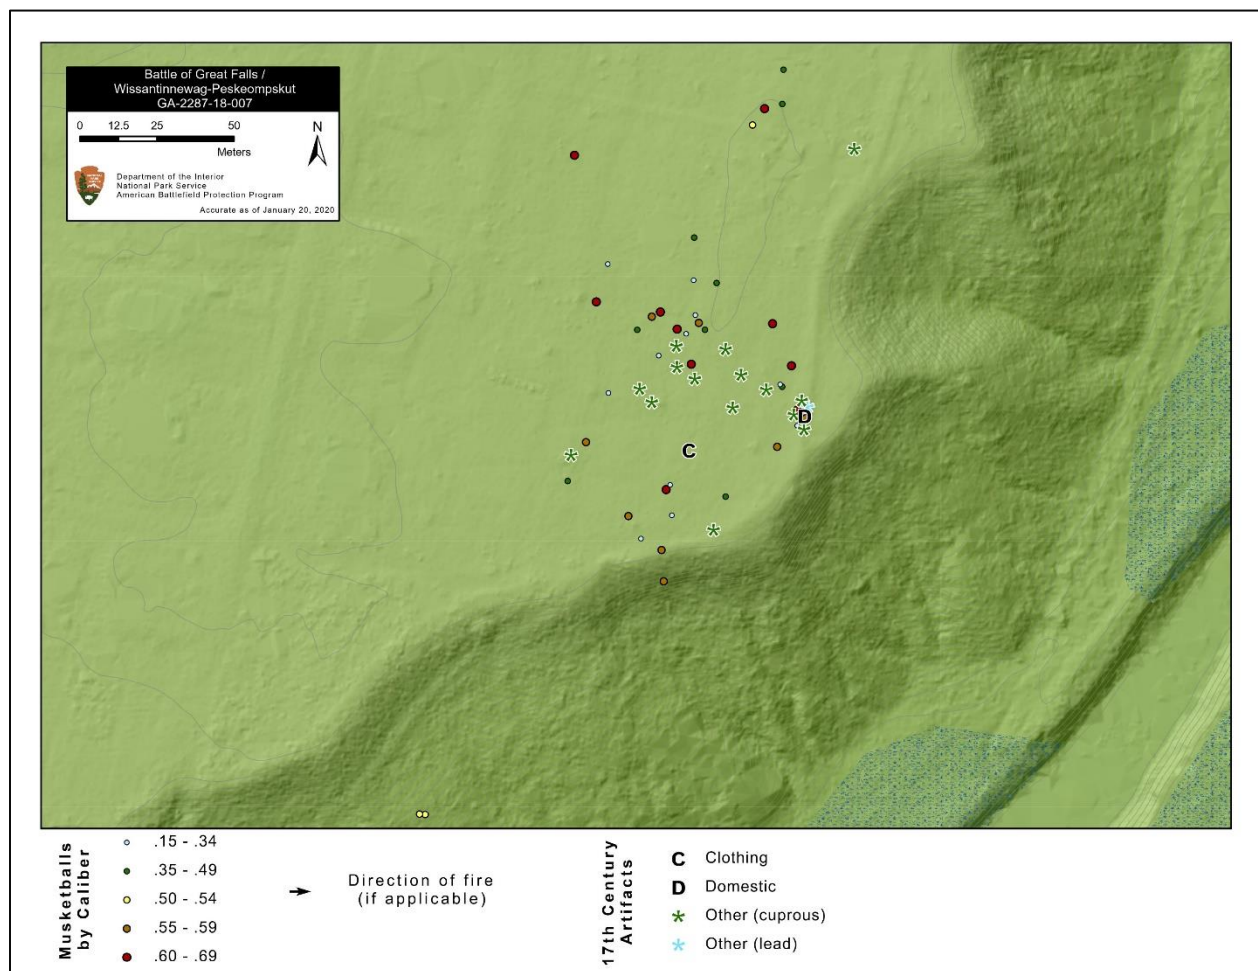 Battle of Great Falls /
Wissantinnewag-Peskeompskut
GA-2287-18-007
0 12.5 25 50
Meters
N
Department of the Interior
National Park Service
American Battlefield Protection Program
Accurate as of January 20, 2020
D
C
Musketballs
by Caliber
.15 - .34
.35 - .49
.50 - .54
.55 - .59
.60 - .69
Direction of fire
(if applicable)
17th Century
Artifacts
C Clothing
D Domestic
Other (cuprous)
Other (lead)